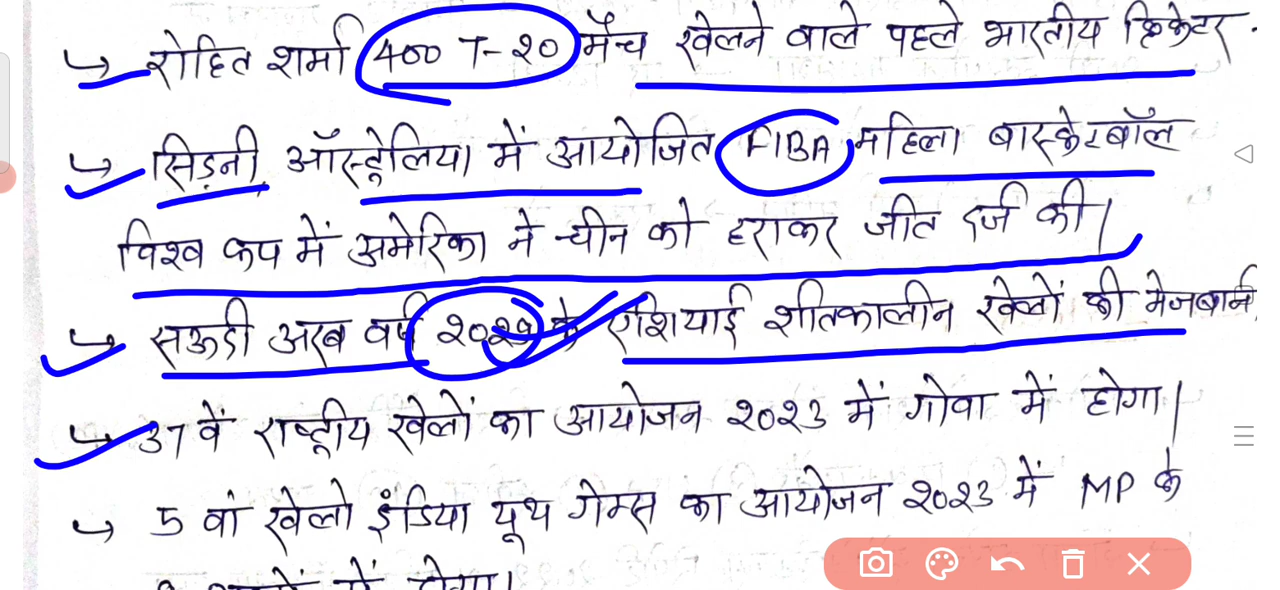 ↳ रोहित शर्मा 400 T-20 मैच खेलने वाले पहले भारतीय क्रिकेटर.
↳ सिड़नी, ऑस्ट्रेलिया में आयोजित FIBA महिला बास्केटबॉल
विश्व कप में अमेरिका ने चीन को हराकर जीत दर्ज की।
↳ सऊदी अरब वर्ष 2029 के एशियाई शीतकालीन खेलों की मेजबानी
↳ 37 वें राष्ट्रीय खेलों का आयोजन 2023 में गोवा में होगा।
↳ 5 वां खेलो इंडिया यूथ गेम्स का आयोजन 2023 में MP के
में होगा।